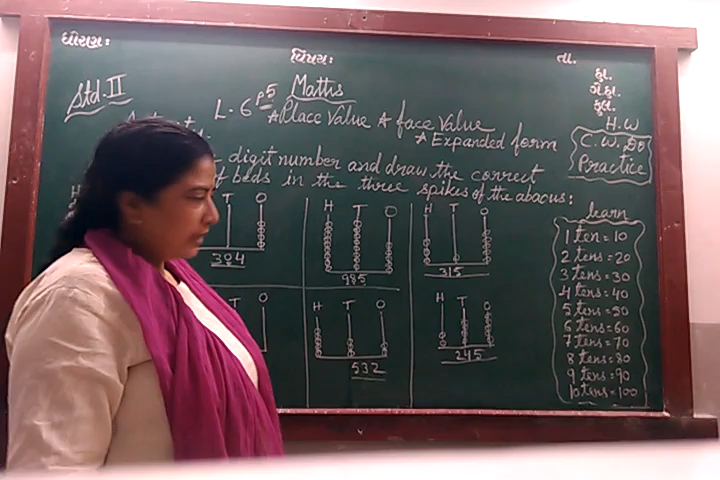 ધોરણઃ
વિષયઃ
તા.
Maths
Std. II
L-6 P5
*Place Value * face Value
* Expanded form
digit number and draw the correct
beds in the three spikes of the abacus:
H.W
C.W. Do
Practice
T O
304
H T O
985
H T O
315
T O
H T O
532
H T O
245
learn
1 ten = 10
2 tens = 20
3 tens = 30
4 tens = 40
5 tens = 50
6 tens = 60
7 tens = 70
8 tens = 80
9 tens = 90
10 tens = 100